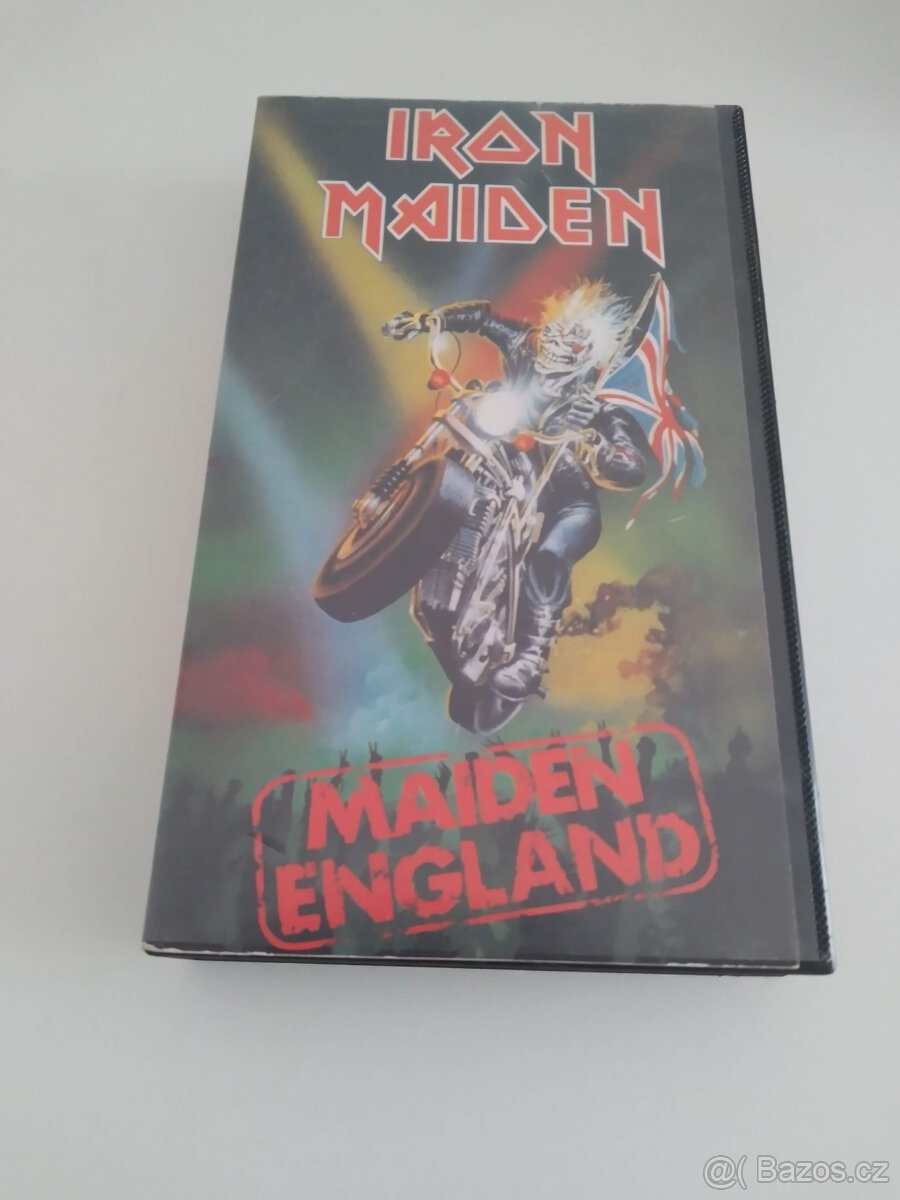 IRON
MAIDEN
MAIDEN
ENGLAND
@( Bazos.cz